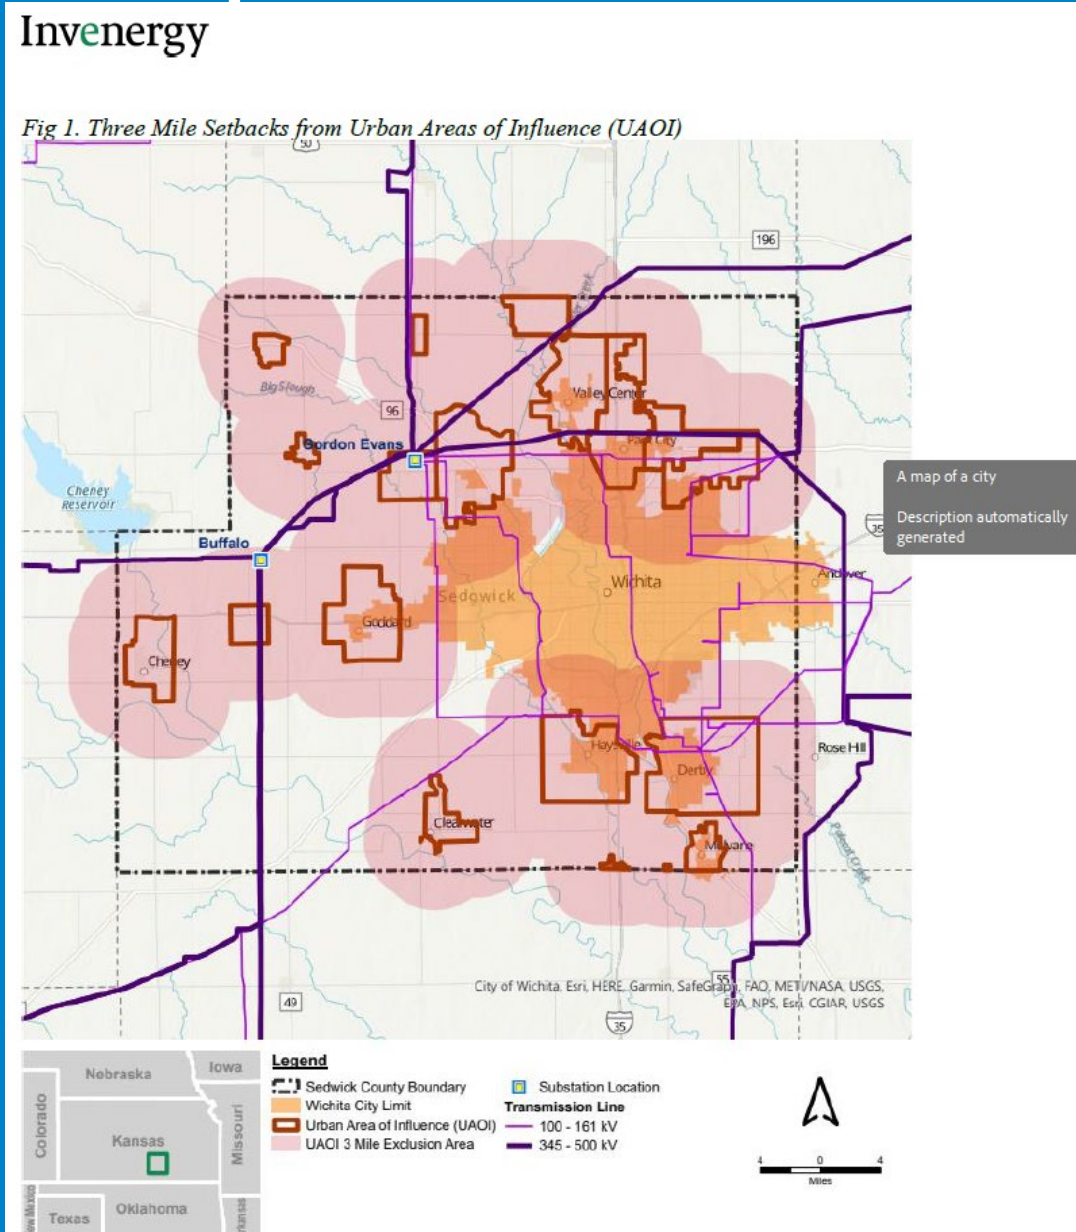 Invenergy
Fig 1. Three Mile Setbacks from Urban Areas of Influence (UAOI)
50
196
Big Slough
Valley Center
96
Gordon Evans
Park City
Cheney
Reservoir
A map of a city
Description automatically
generated
35
Buffalo
Andover
Wichita
Sedgwick
Goddard
Cheney
Haysville
Rose Hill
Derby
Clearwater
Mulvane
City of Wichita, Esri, HERE, Garmin, SafeGraph, FAO, METI/NASA, USGS,
EPA, NPS, Esri, CGIAR, USGS
55
49
35
Legend
Sedwick County Boundary
Wichita City Limit
Urban Area of Influence (UAOI)
UAOI 3 Mile Exclusion Area
Substation Location
Transmission Line
100 - 161 kV
345 - 500 kV
4 0 4
Miles
Nebraska
Iowa
Colorado
Kansas
Missouri
Oklahoma
Texas